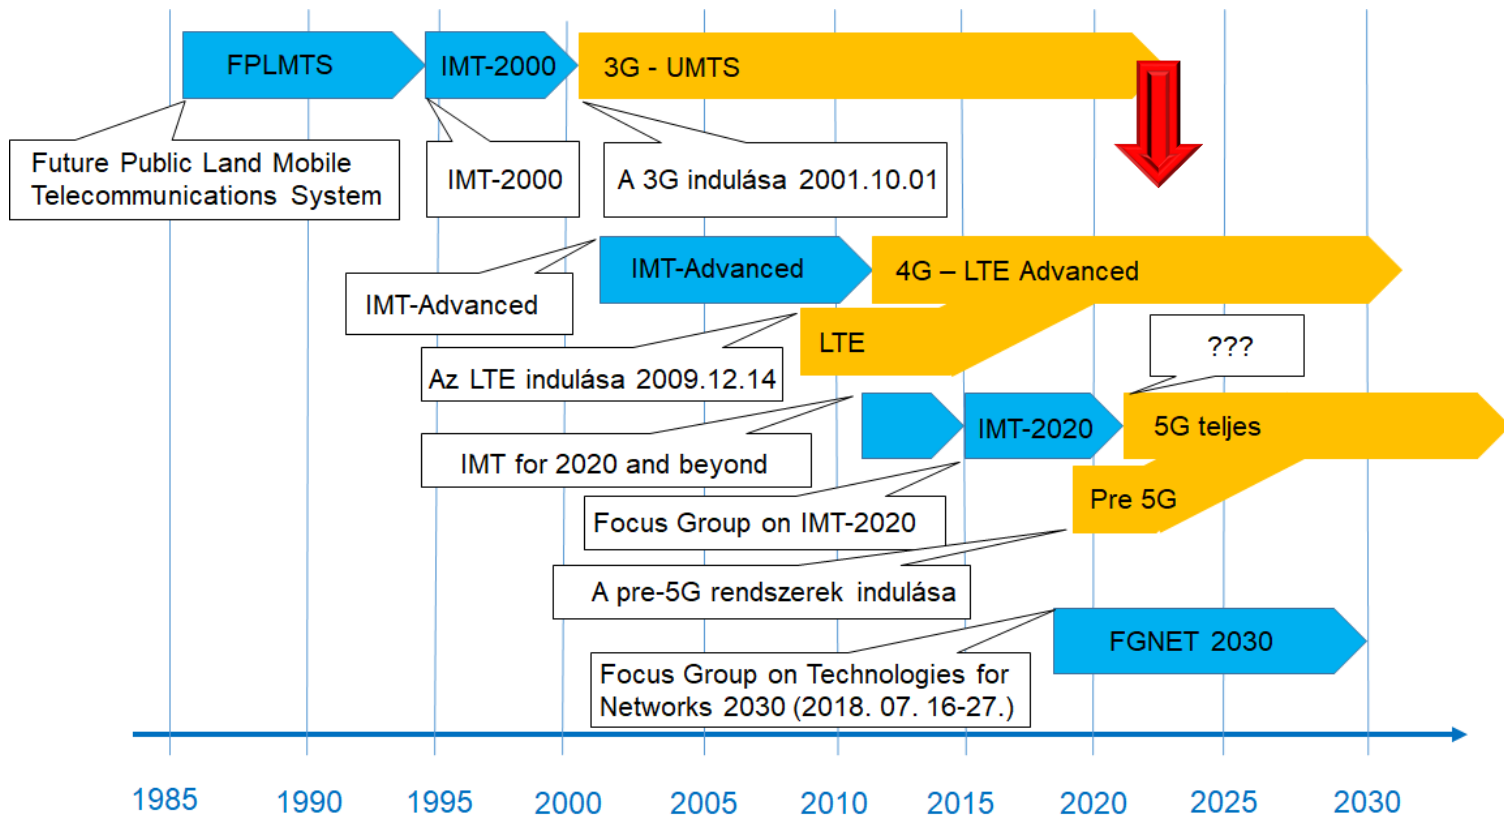 FPLMTS
IMT-2000
3G - UMTS
Future Public Land Mobile
Telecommunications System
IMT-2000
A 3G indulása 2001.10.01
IMT-Advanced
4G – LTE Advanced
IMT-Advanced
LTE
???
Az LTE indulása 2009.12.14
IMT-2020
5G teljes
IMT for 2020 and beyond
Pre 5G
Focus Group on IMT-2020
A pre-5G rendszerek indulása
FGNET 2030
Focus Group on Technologies for
Networks 2030 (2018. 07. 16-27.)
1985 1990 1995 2000 2005 2010 2015 2020 2025 2030